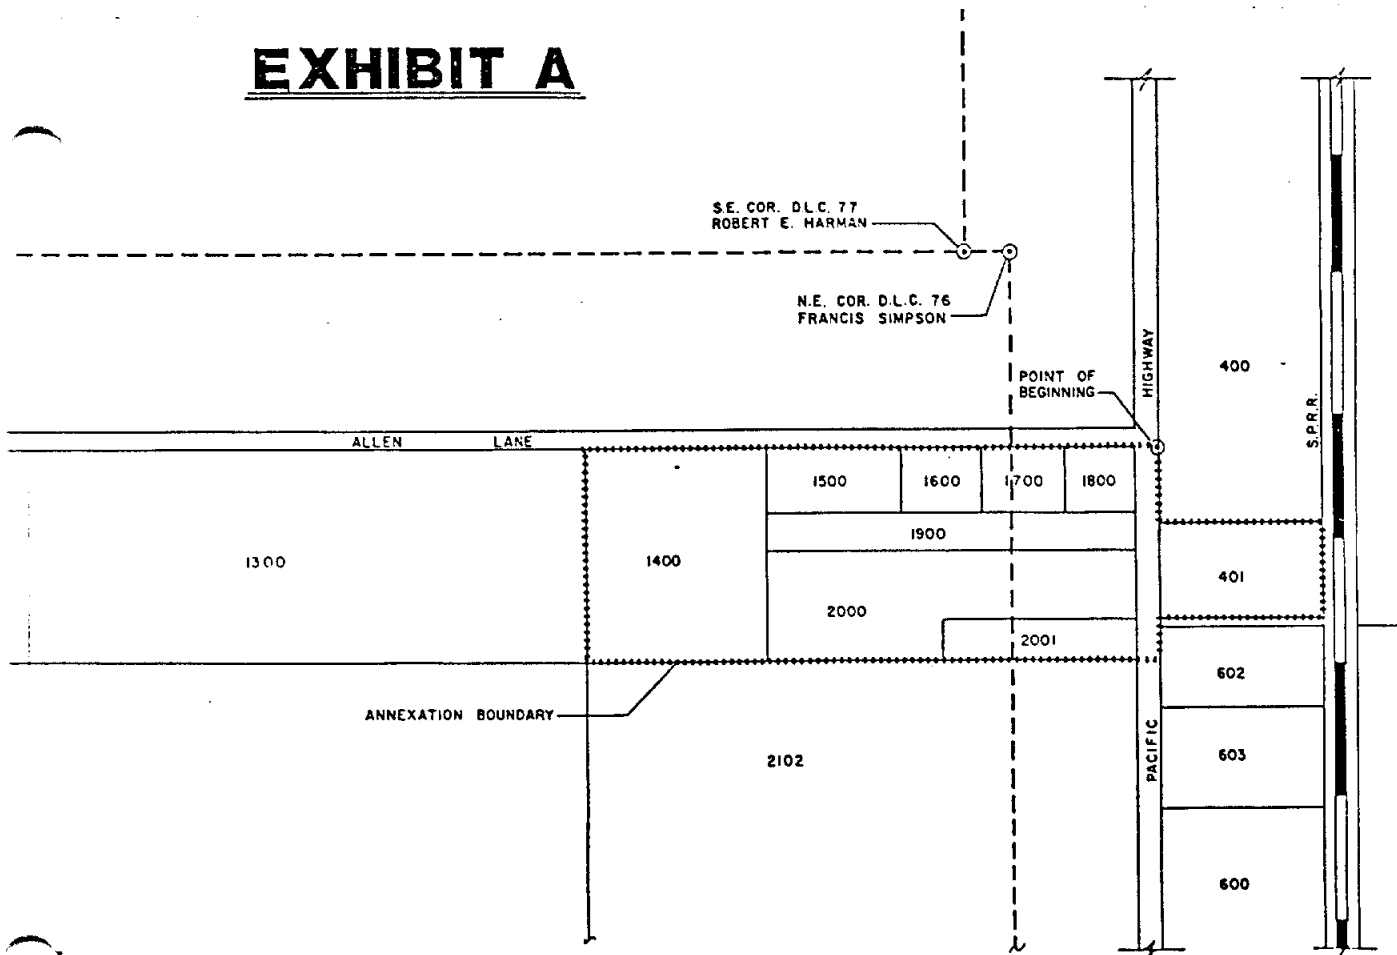 EXHIBIT A
S.E. COR. D.L.C. 77
ROBERT E. HARMAN
N.E. COR. D.L.C. 76
FRANCIS SIMPSON
HIGHWAY
400
POINT OF
BEGINNING
S.P.R.R.
ALLEN LANE
1500
1600
1700
1800
1900
1300
1400
401
2000
2001
602
ANNEXATION BOUNDARY
PACIFIC
2102
603
600